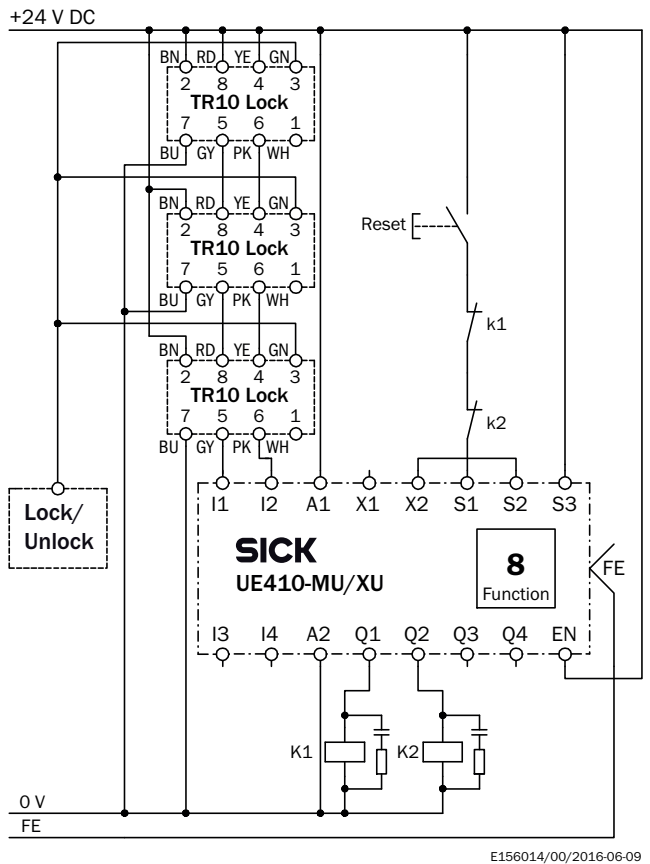 +24 V DC
BN RD YE GN
2 8 4 3
TR10 Lock
7 5 6 1
BU GY PK WH
BN RD YE GN
2 8 4 3
Reset
TR10 Lock
7 5 6 1
BU GY PK WH
k1
BN RD YE GN
2 8 4 3
TR10 Lock
k2
7 5 6 1
BU GY PK WH
I1 I2 A1 X1 X2 S1 S2 S3
Lock/
Unlock
SICK
UE410-MU/XU
8
Function
FE
I3 I4 A2 Q1 Q2 Q3 Q4 EN
K1 K2
0 V
FE
E156014/00/2016-06-09